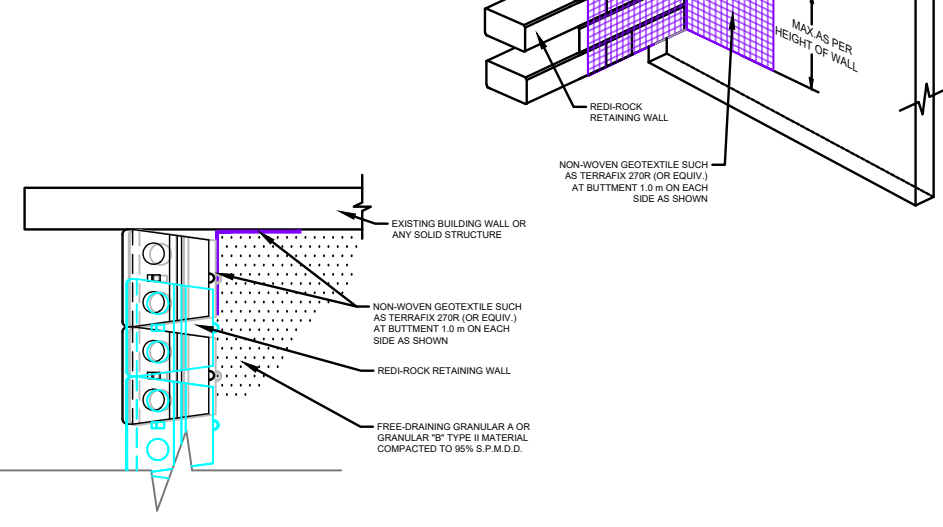 MAX.AS PER
HEIGHT OF WALL
REDI-ROCK
RETAINING WALL
NON-WOVEN GEOTEXTILE SUCH
AS TERRAFIX 270R (OR EQUIV.)
AT BUTTMENT 1.0 m ON EACH
SIDE AS SHOWN
EXISTING BUILDING WALL OR
ANY SOLID STRUCTURE
NON-WOVEN GEOTEXTILE SUCH
AS TERRAFIX 270R (OR EQUIV.)
AT BUTTMENT 1.0 m ON EACH
SIDE AS SHOWN
REDI-ROCK RETAINING WALL
FREE-DRAINING GRANULAR A OR
GRANULAR "B" TYPE II MATERIAL
COMPACTED TO 95% S.P.M.D.D.